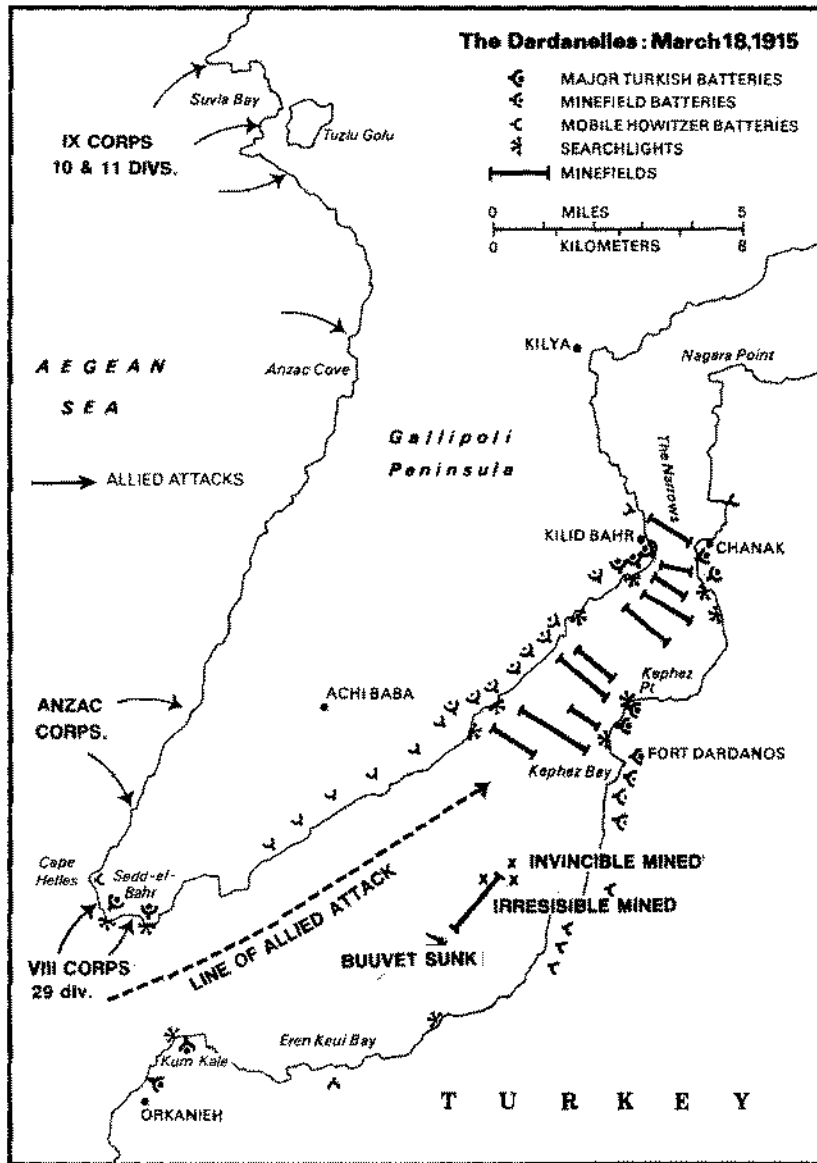 The Dardanelles: March 18, 1915
MAJOR TURKISH BATTERIES
MINEFIELD BATTERIES
MOBILE HOWITZER BATTERIES
SEARCHLIGHTS
MINEFIELDS
0 MILES 5
0 KILOMETERS 8
Suvla Bay
Tuzlu Golu
IX CORPS
10 & 11 DIVS.
KILYA
Nagara Point
Anzac Cove
AEGEAN
SEA
Gallipoli
Peninsula
ALLIED ATTACKS
The Narrows
KILID BAHR
CHANAK
Kephez
Pt
ACHI BABA
ANZAC
CORPS.
FORT DARDANOS
Kephez Bay
Cape
Helles
Sedd-el-
Bahr
INVINCIBLE MINED
IRRESISIBLE MINED
LINE OF ALLIED ATTACK
BUUVET SUNK
VIII CORPS
29 div.
Eren Keui Bay
Kum Kale
ORKANIEH
TURKEY